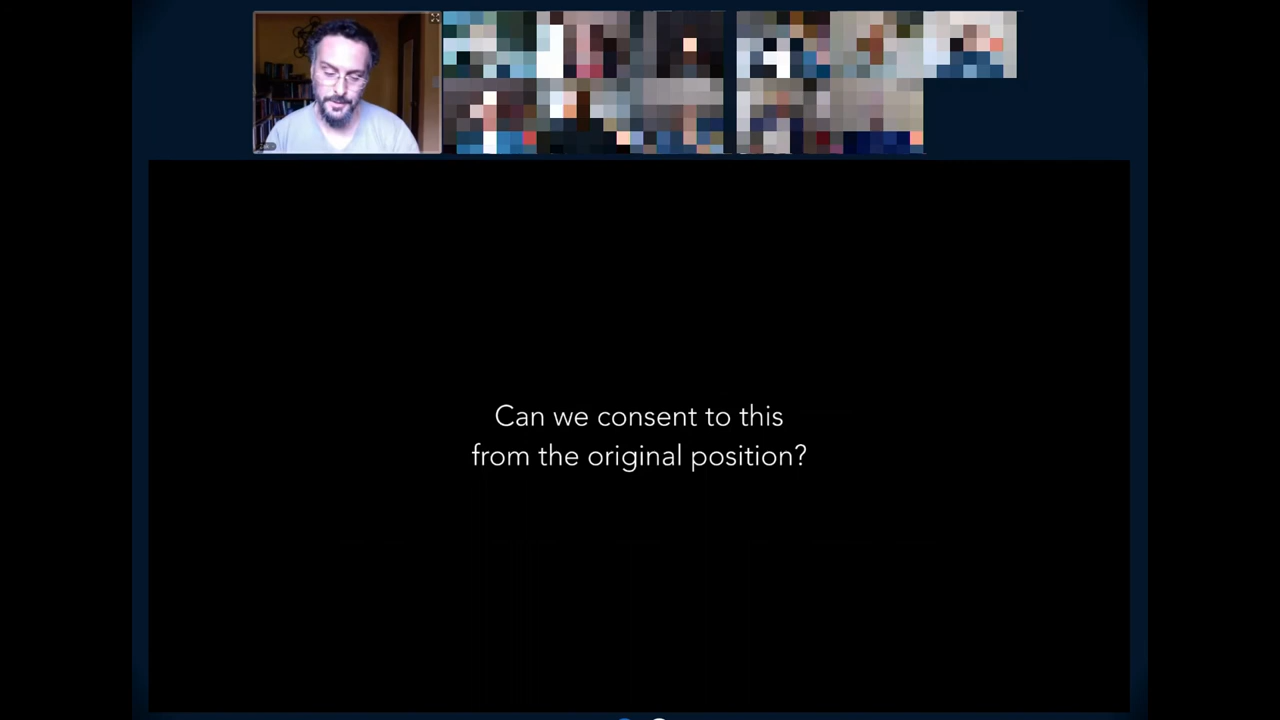 Can we consent to this
from the original position?